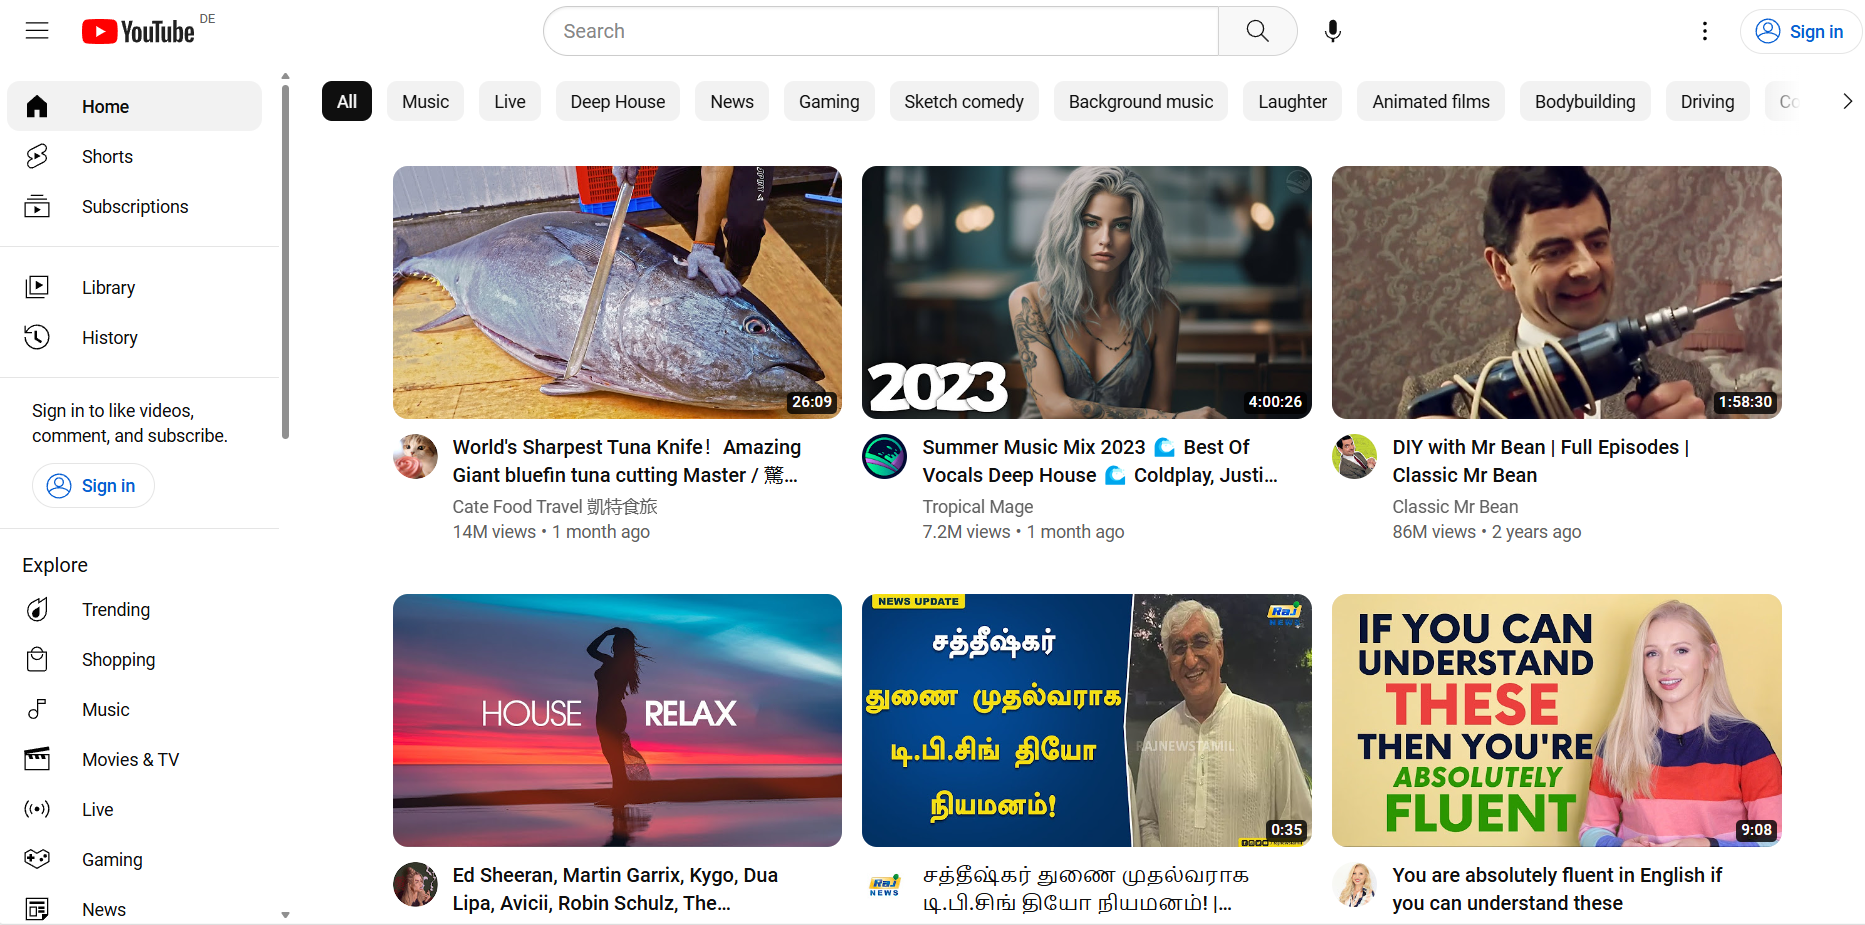 YouTube DE
Search
Sign in
Home
Shorts
Subscriptions
Library
History
Sign in to like videos,
comment, and subscribe.
Sign in
Explore
Trending
Shopping
Music
Movies & TV
Live
Gaming
News
All
Music
Live
Deep House
News
Gaming
Sketch comedy
Background music
Laughter
Animated films
Bodybuilding
Driving
Co
26:09
World's Sharpest Tuna Knife！Amazing
Giant bluefin tuna cutting Master / 驚...
Cate Food Travel 凱特食旅
14M views • 1 month ago
2023
4:00:26
Summer Music Mix 2023 🌊 Best Of
Vocals Deep House 🌊 Coldplay, Justi...
Tropical Mage
7.2M views • 1 month ago
1:58:30
DIY with Mr Bean | Full Episodes |
Classic Mr Bean
Classic Mr Bean
86M views • 2 years ago
HOUSE RELAX
Ed Sheeran, Martin Garrix, Kygo, Dua
Lipa, Avicii, Robin Schulz, The...
NEWS UPDATE
சத்தீஷ்கர்
துணை முதல்வராக
டி.பி.சிங் தியோ
நியமனம்!
Raj
NEWS
RAJNEWSTAMIL
0:35
Raj
NEWS
சத்தீஷ்கர் துணை முதல்வராக
டி.பி.சிங் தியோ நியமனம்! |...
IF YOU CAN
UNDERSTAND
THESE
THEN YOU'RE
ABSOLUTELY
FLUENT
9:08
You are absolutely fluent in English if
you can understand these